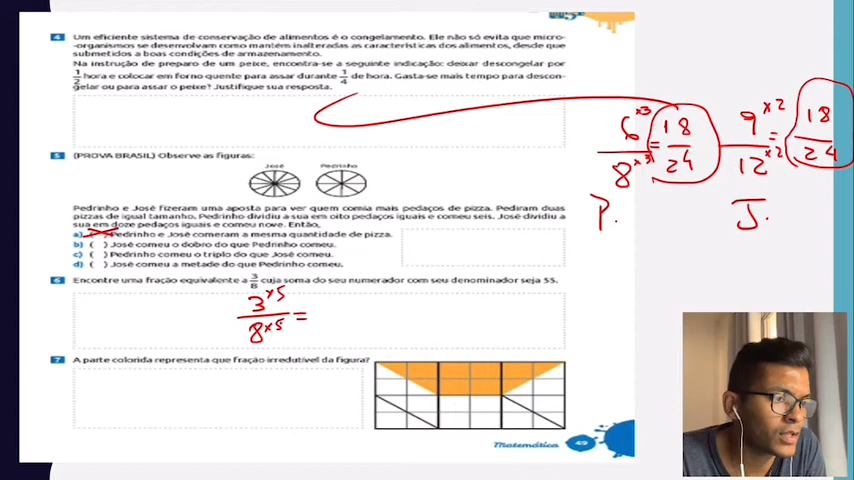 4 Um eficiente sistema de conservação de alimentos é o congelamento. Ele não só evita que micro-
-organismos se desenvolvam como mantém inalteradas as características dos alimentos, desde que
submetidos a boas condições de armazenamento.
Na instrução de preparo de um peixe, encontra-se a seguinte indicação: deixar descongelar por
1/2 hora e colocar em forno quente para assar durante 1/4 de hora. Gasta-se mais tempo para descon-
gelar ou para assar o peixe? Justifique sua resposta.
6 x3 / 8 x3 = 18/24
9 x2 / 12 x2 = 18/24
P. J.
5 (PROVA BRASIL) Observe as figuras:
José Pedrinho
Pedrinho e José fizeram uma aposta para ver quem comia mais pedaços de pizza. Pediram duas
pizzas de igual tamanho. Pedrinho dividiu a sua em oito pedaços iguais e comeu seis. José dividiu a
sua em doze pedaços iguais e comeu nove. Então,
a) ( ) Pedrinho e José comeram a mesma quantidade de pizza.
b) ( ) José comeu o dobro do que Pedrinho comeu.
c) ( ) Pedrinho comeu o triplo do que José comeu.
d) ( ) José comeu a metade do que Pedrinho comeu.
6 Encontre uma fração equivalente a 3/8 cuja soma do seu numerador com seu denominador seja 55.
3 x5 / 8 x5 =
7 A parte colorida representa que fração irredutível da figura?
Matemática 49